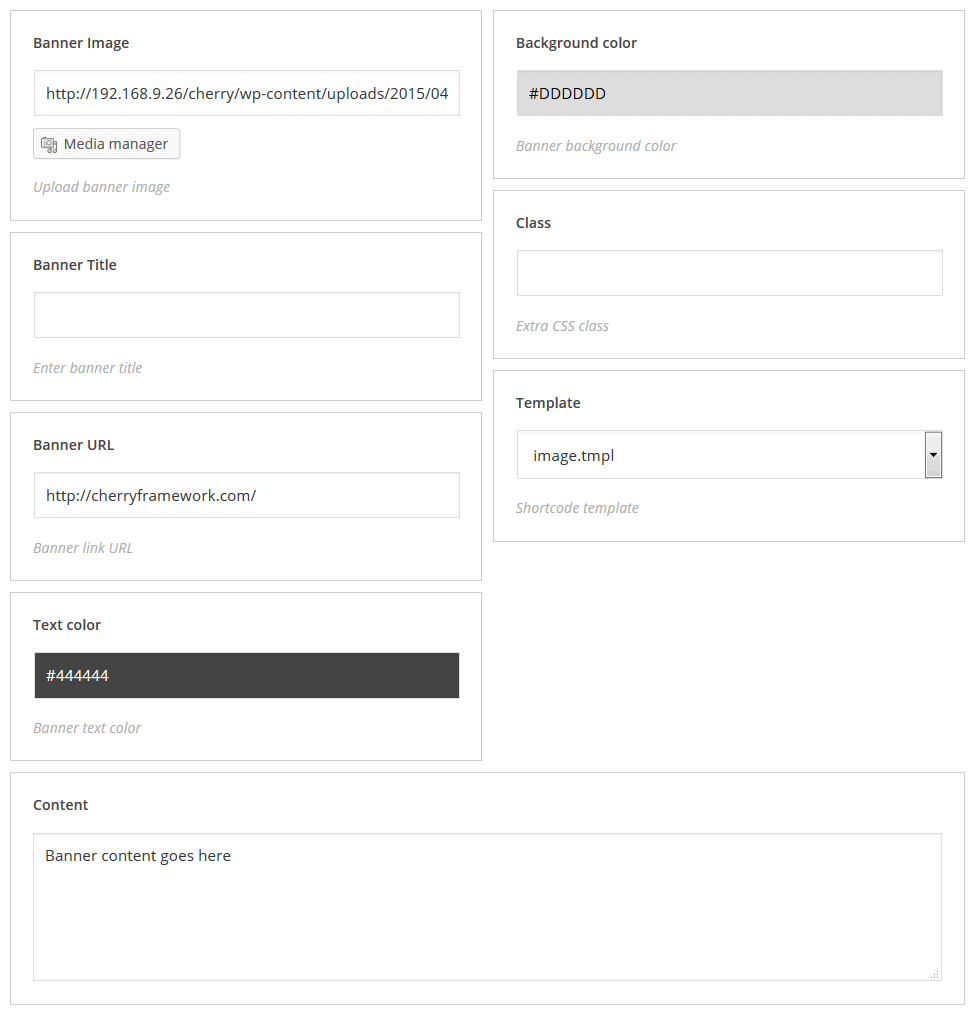 Banner Image
http://192.168.9.26/cherry/wp-content/uploads/2015/04
Media manager
Upload banner image
Banner Title
Enter banner title
Banner URL
http://cherryframework.com/
Banner link URL
Text color
#444444
Banner text color
Background color
#DDDDDD
Banner background color
Class
Extra CSS class
Template
image.tmpl
Shortcode template
Content
Banner content goes here